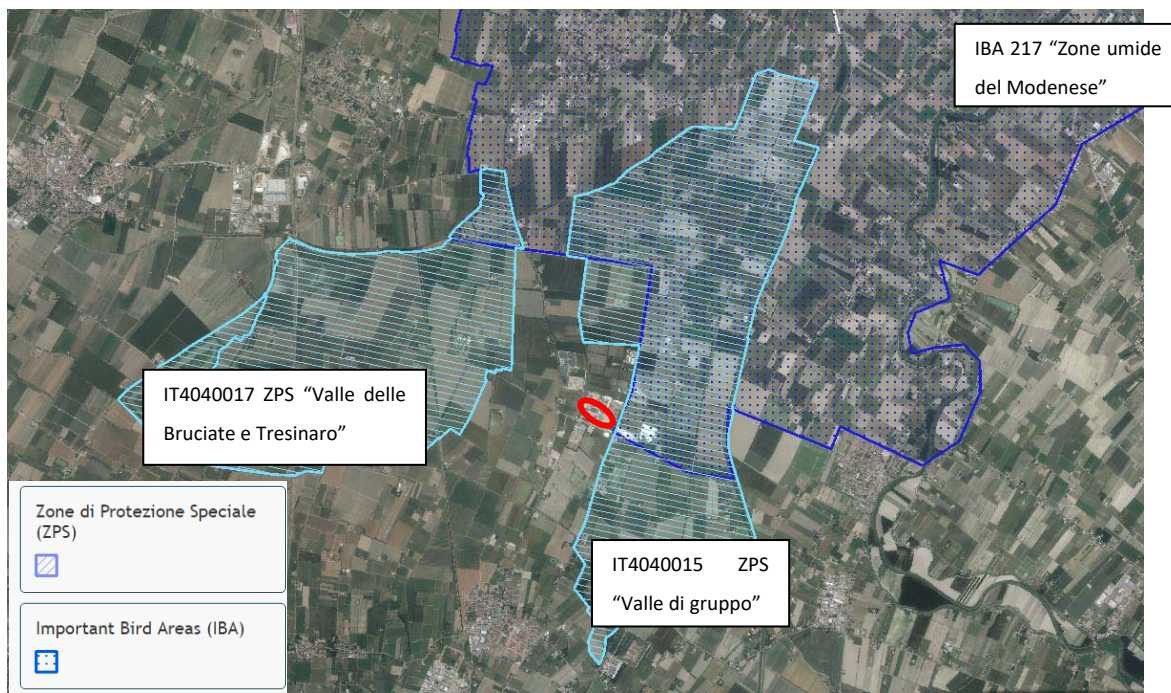 IBA 217 “Zone umide
del Modenese”
IT4040017 ZPS “Valle delle
Bruciate e Tresinaro”
Zone di Protezione Speciale
(ZPS)
IT4040015 ZPS
“Valle di gruppo”
Important Bird Areas (IBA)